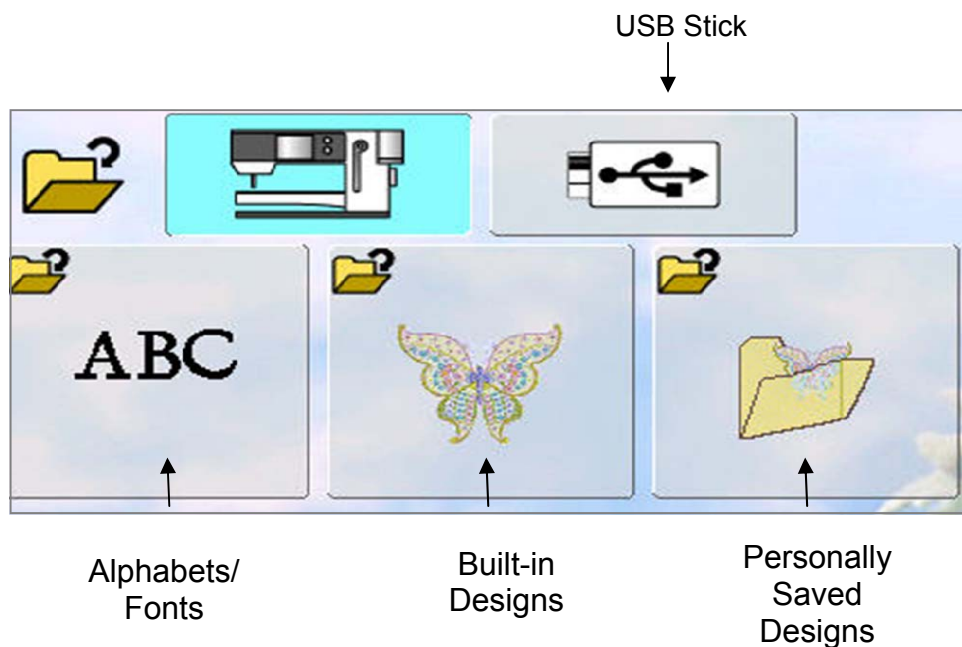 USB Stick
ABC
Alphabets/
Fonts
Built-in
Designs
Personally
Saved
Designs